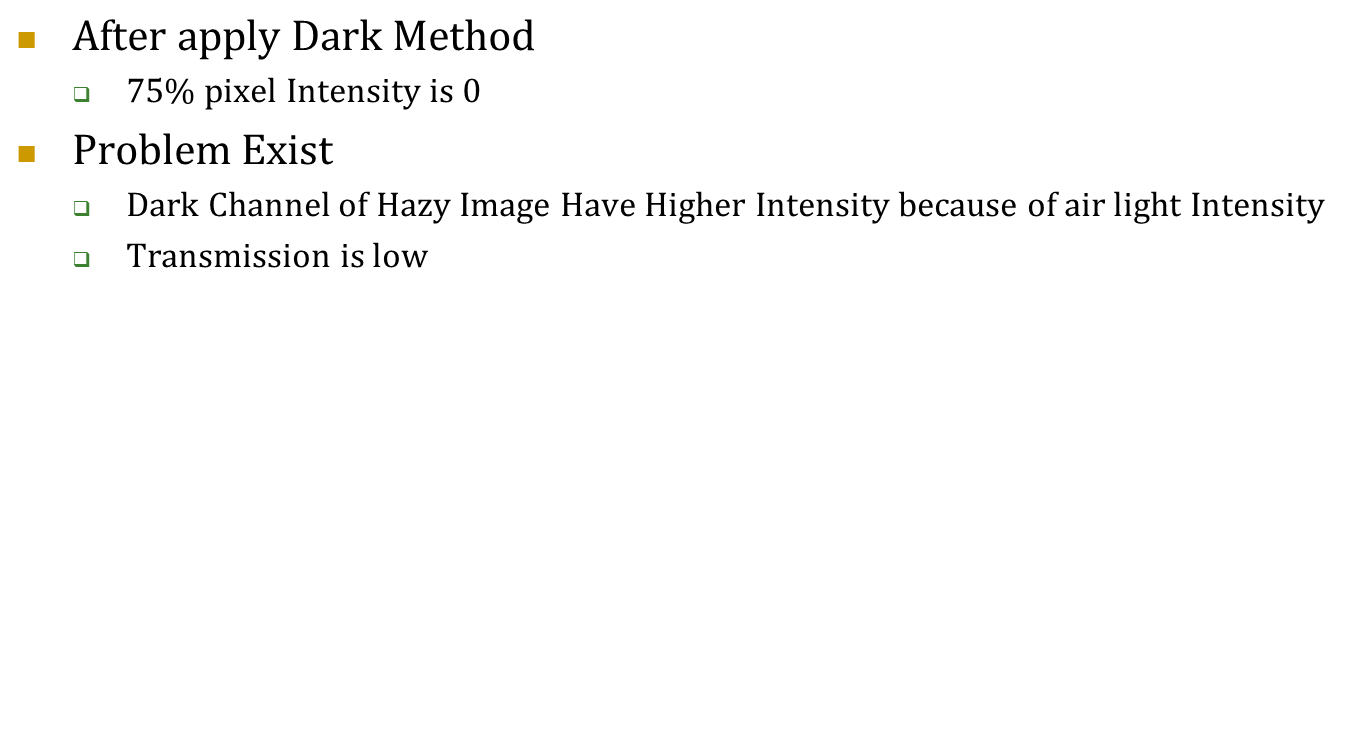 After apply Dark Method
75% pixel Intensity is 0
Problem Exist
Dark Channel of Hazy Image Have Higher Intensity because of air light Intensity
Transmission is low